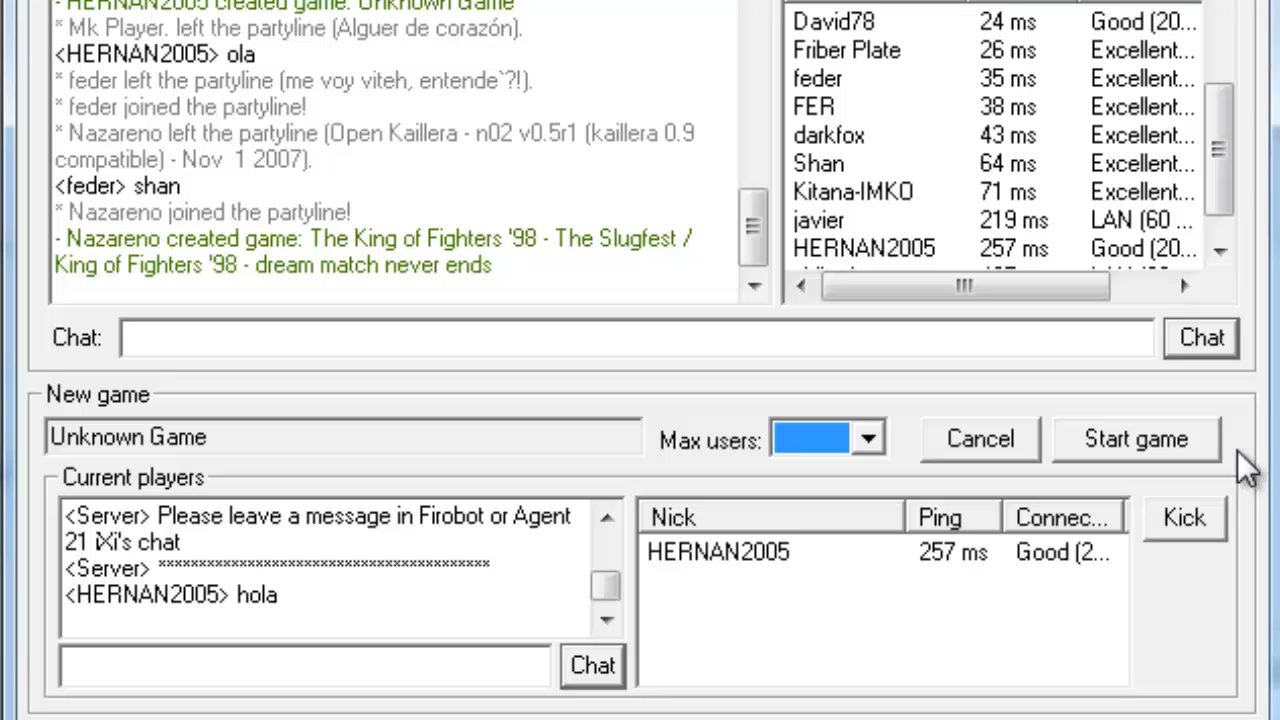 - HERNAN2005 created game: Unknown Game
* Mk Player. left the partyline (Alguer de corazón).
<HERNAN2005> ola
* feder left the partyline (me voy viteh, entende`?!).
* feder joined the partyline!
* Nazareno left the partyline (Open Kaillera - n02 v0.5r1 (kaillera 0.9
compatible) - Nov  1 2007).
<feder> shan
* Nazareno joined the partyline!
- Nazareno created game: The King of Fighters '98 - The Slugfest /
King of Fighters '98 - dream match never ends
David78 24 ms Good (20...
Friber Plate 26 ms Excellent...
feder 35 ms Excellent...
FER 38 ms Excellent...
darkfox 43 ms Excellent...
Shan 64 ms Excellent...
Kitana-IMKO 71 ms Excellent...
javier 219 ms LAN (60 ...
HERNAN2005 257 ms Good (20...
Chat: Chat
New game
Unknown Game Max users: Cancel Start game
Current players
<Server> Please leave a message in Firobot or Agent
21 iXi's chat
<Server> *****************************************
<HERNAN2005> hola
Chat
Nick Ping Connec... Kick
HERNAN2005 257 ms Good (2...